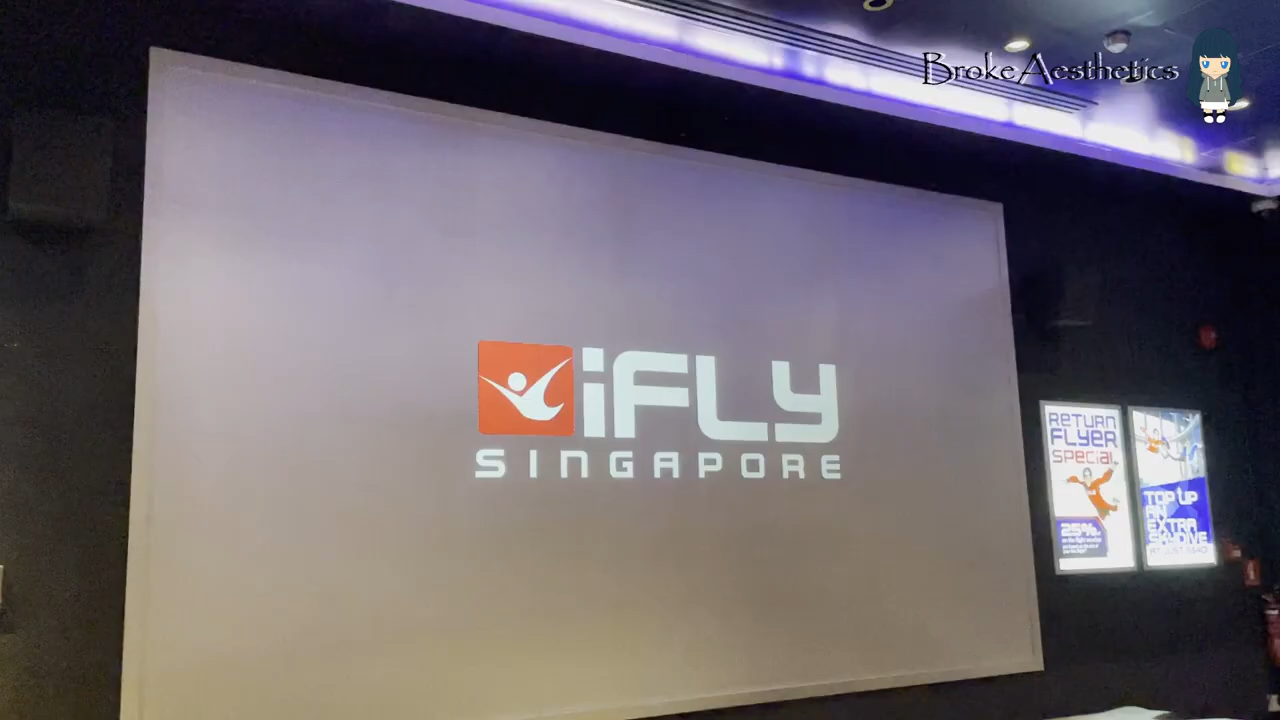 BrokeAesthetics
iFLY
SINGAPORE
RETURN
FLYER
SPECIAL
25%
TOP UP
AN
EXTRA
SKYDIVE